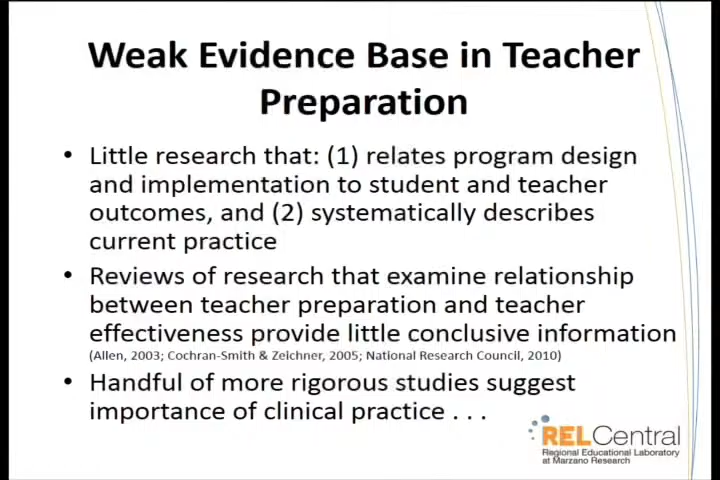 Weak Evidence Base in Teacher
Preparation
• Little research that: (1) relates program design
and implementation to student and teacher
outcomes, and (2) systematically describes
current practice
• Reviews of research that examine relationship
between teacher preparation and teacher
effectiveness provide little conclusive information
(Allen, 2003; Cochran-Smith & Zeichner, 2005; National Research Council, 2010)
• Handful of more rigorous studies suggest
importance of clinical practice . . .
REL Central
Regional Educational Laboratory
at Marzano Research